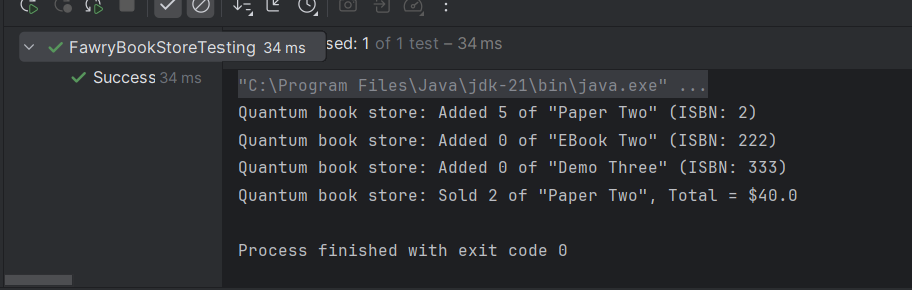 FawryBookStoreTesting 34 ms
sed: 1 of 1 test – 34 ms
Success 34 ms
"C:\Program Files\Java\jdk-21\bin\java.exe" ...
Quantum book store: Added 5 of "Paper Two" (ISBN: 2)
Quantum book store: Added 0 of "EBook Two" (ISBN: 222)
Quantum book store: Added 0 of "Demo Three" (ISBN: 333)
Quantum book store: Sold 2 of "Paper Two", Total = $40.0
Process finished with exit code 0